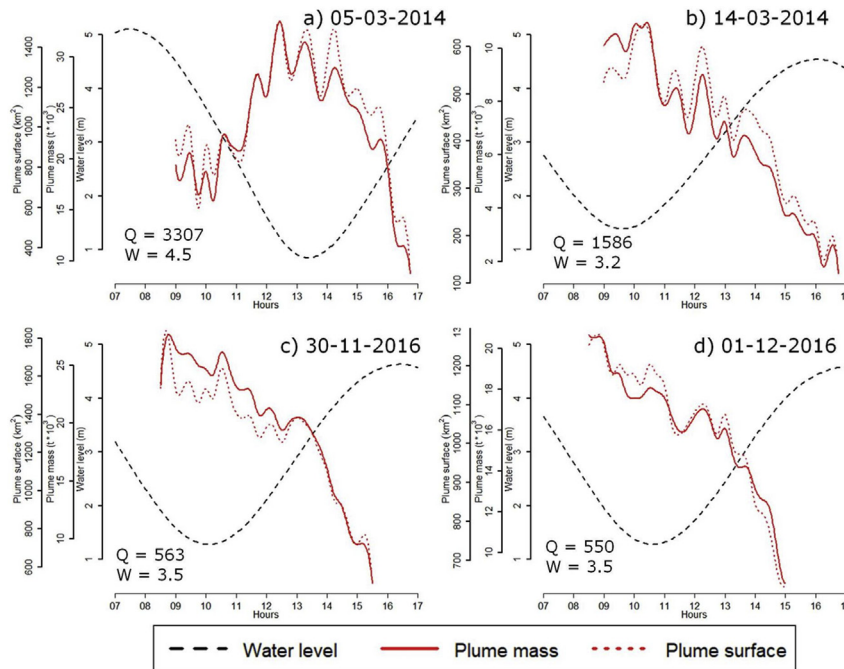 a) 05-03-2014
Plume surface (km²)
400 600 800 1000 1200 1400
Plume mass (t * 10³)
10 15 20 25 30
Water level (m)
1 2 3 4 5
Q = 3307
W = 4.5
07 08 09 10 11 12 13 14 15 16 17
Hours
b) 14-03-2014
Plume surface (km²)
100 200 300 400 500 600
Plume mass (t * 10³)
2 4 6 8 10
Water level (m)
1 2 3 4 5
Q = 1586
W = 3.2
07 08 09 10 11 12 13 14 15 16 1
Hours
c) 30-11-2016
Plume surface (km²)
600 800 1000 1200 1400 1600 1800
Plume mass (t * 10³)
10 15 20 25
Water level (m)
1 2 3 4 5
Q = 563
W = 3.5
07 08 09 10 11 12 13 14 15 16 17
Hours
d) 01-12-2016
Plume surface (km²)
700 800 900 1000 1100 1200 13
Plume mass (t * 10³)
10 12 14 16 18 20
Water level (m)
1 2 3 4 5
Q = 550
W = 3.5
07 08 09 10 11 12 13 14 15 16 1
Hours
Water level Plume mass Plume surface